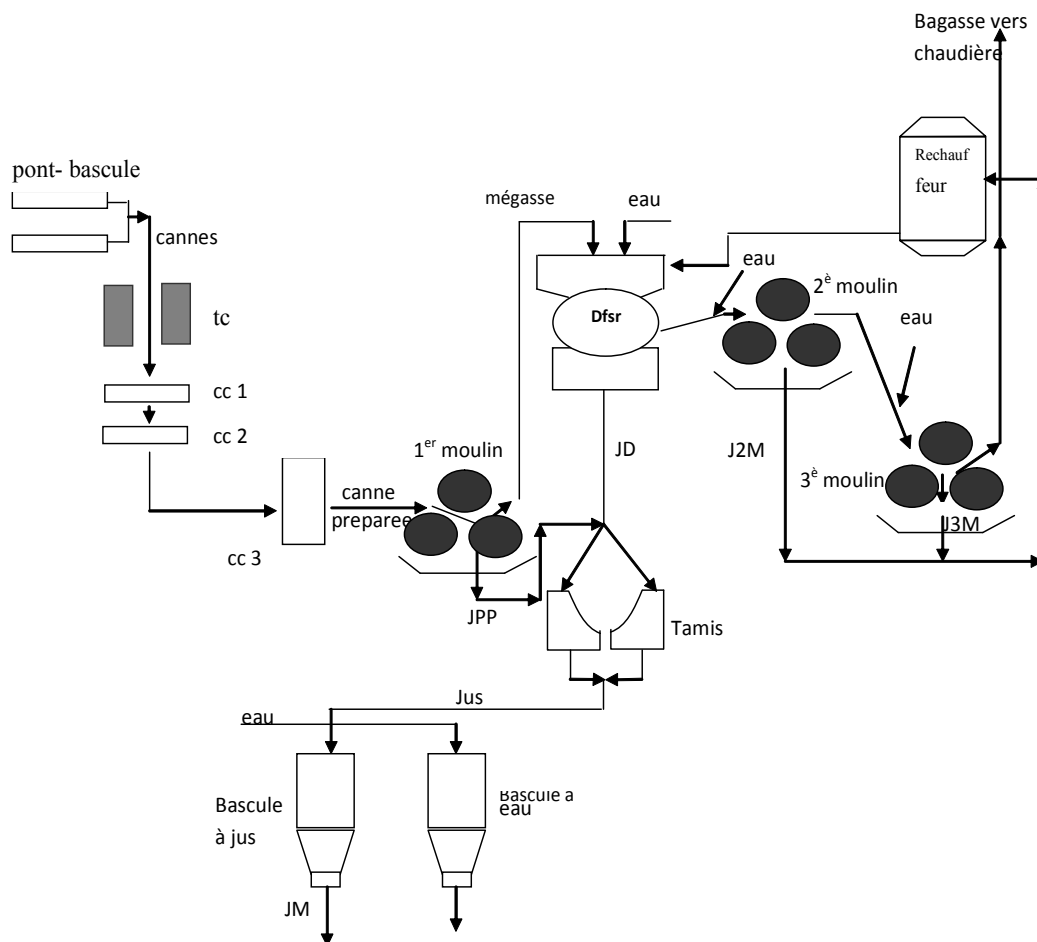 Bagasse vers
chaudière
Rechauf
feur
pont- bascule
mégasse
eau
cannes
eau
2è moulin
Dfsr
tc
eau
cc 1
cc 2
1er moulin
JD
J2M
3è moulin
canne
preparee
J3M
cc 3
JPP
Tamis
Jus
eau
Bascule
à jus
Bascule a
eau
JM